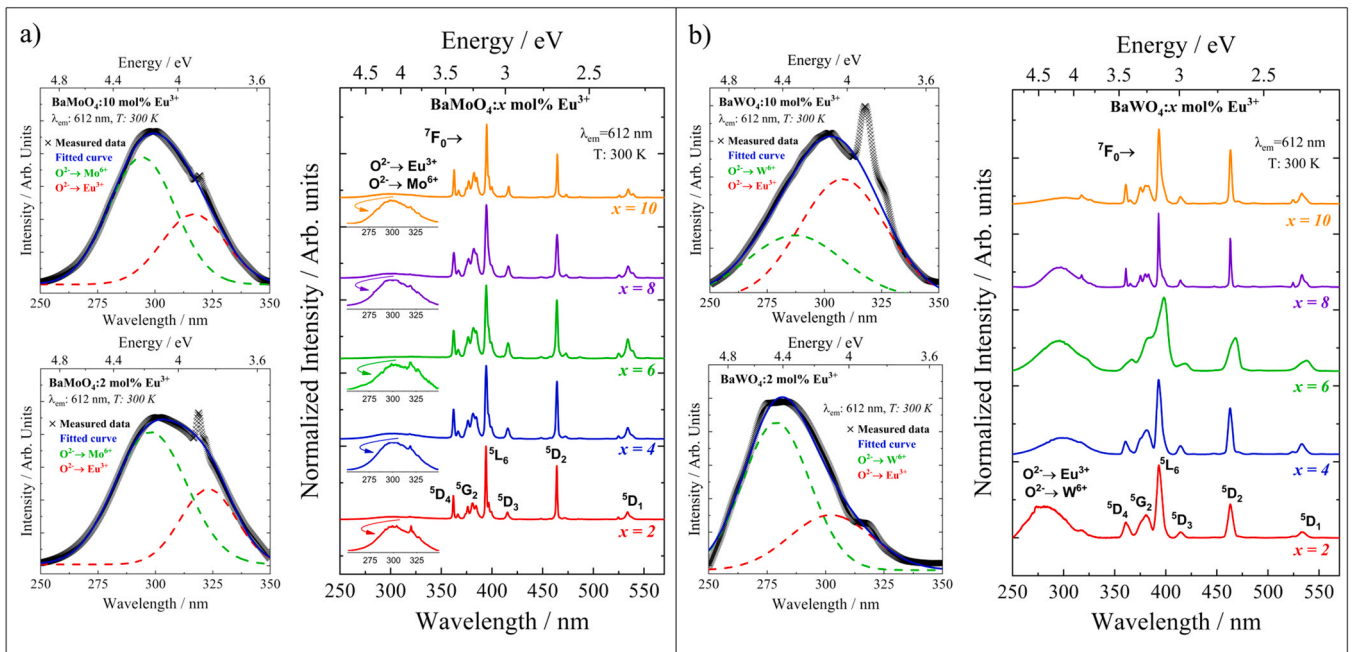 a)
Energy / eV
4.8 4.2 3.9 3.6
BaMoO₄:10 mol% Eu³⁺
λem: 612 nm, T: 300 K
× Measured data
Fitted curve
O²⁻→ Mo⁶⁺
O²⁻→ Eu³⁺
Intensity / Arb. Units
250 300 350
Wavelength / nm
Energy / eV
4.8 4.2 3.9 3.6
BaMoO₄:2 mol% Eu³⁺
λem: 612 nm, T: 300 K
× Measured data
Fitted curve
O²⁻→ Mo⁶⁺
O²⁻→ Eu³⁺
Intensity / Arb. Units
250 300 350
Wavelength / nm
Energy / eV
4.5 4 3.5 3 2.5
BaMoO₄:x mol% Eu³⁺
⁷F₀→
λem=612 nm
T: 300 K
O²⁻→ Eu³⁺
O²⁻→ Mo⁶⁺
x = 10
275 300 325
x = 8
275 300 325
x = 6
275 300 325
x = 4
275 300 325
⁵L₆
⁵D₂
⁵D₄
⁵G₂
⁵D₃
⁵D₁
x = 2
275 300 325
Normalized Intensity / Arb. units
250 300 350 400 450 500 550
Wavelength / nm
b)
Energy / eV
4.8 4.4 4 3.6
BaWO₄:10 mol% Eu³⁺
λem: 612 nm, T: 300 K
× Measured data
Fitted curve
O²⁻→ W⁶⁺
O²⁻→ Eu³⁺
Intensity / Arb. Units
250 300 350
Wavelength / nm
Energy / eV
4.8 4.4 4 3.6
BaWO₄:2 mol% Eu³⁺
λem: 612 nm, T: 300 K
× Measured data
Fitted curve
O²⁻→ W⁶⁺
O²⁻→ Eu³⁺
Intensity / Arb. Units
250 300 350
Wavelength / nm
Energy / eV
4.5 4 3.5 3 2.5
BaWO₄:x mol% Eu³⁺
⁷F₀→
λem=612 nm
T: 300 K
x = 10
x = 8
x = 6
x = 4
O²⁻→ Eu³⁺
O²⁻→ W⁶⁺
⁵L₆
⁵D₂
⁵D₄
⁵G₂
⁵D₃
⁵D₁
x = 2
Normalized Intensity / Arb. units
250 300 350 400 450 500 550
Wavelength / nm